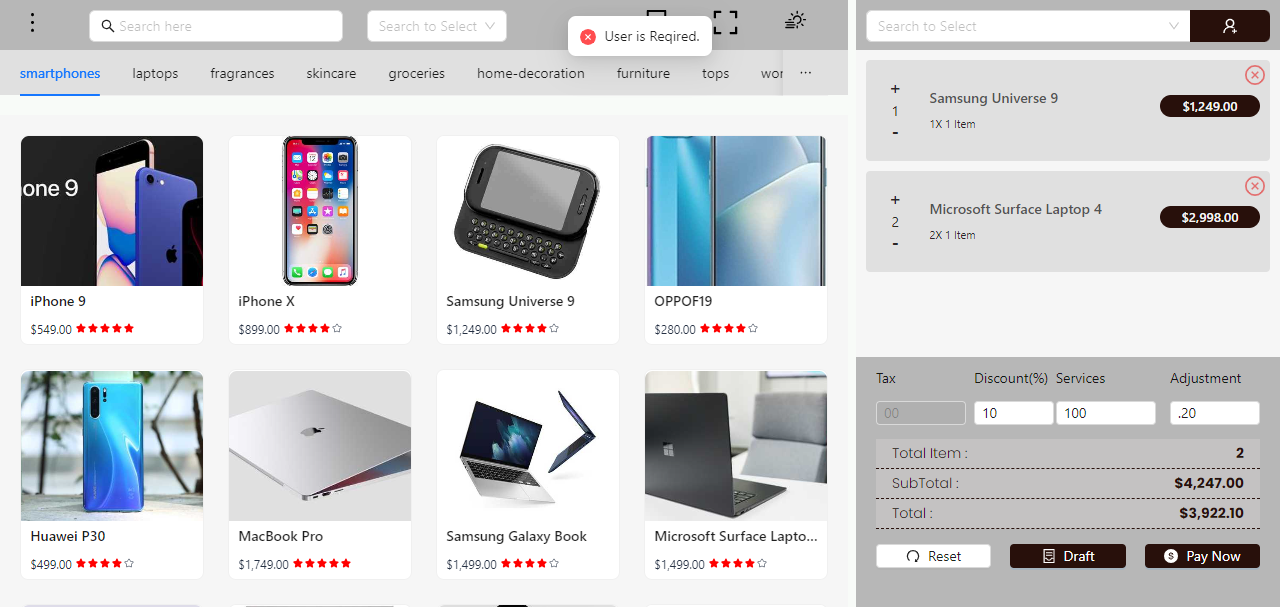 Search here
Search to Select
User is Reqired.
Search to Select
smartphones
laptops
fragrances
skincare
groceries
home-decoration
furniture
tops
wor
...
one 9
iPhone 9
$549.00
iPhone X
$899.00
Samsung Universe 9
$1,249.00
OPPOF19
$280.00
Huawei P30
$499.00
MacBook Pro
$1,749.00
Samsung Galaxy Book
$1,499.00
Microsoft Surface Lapto...
$1,499.00
+
1
-
Samsung Universe 9
1X 1 Item
$1,249.00
+
2
-
Microsoft Surface Laptop 4
2X 1 Item
$2,998.00
Tax
Discount(%)
Services
Adjustment
00
10
100
.20
Total Item :
2
SubTotal :
$4,247.00
Total :
$3,922.10
Reset
Draft
Pay Now